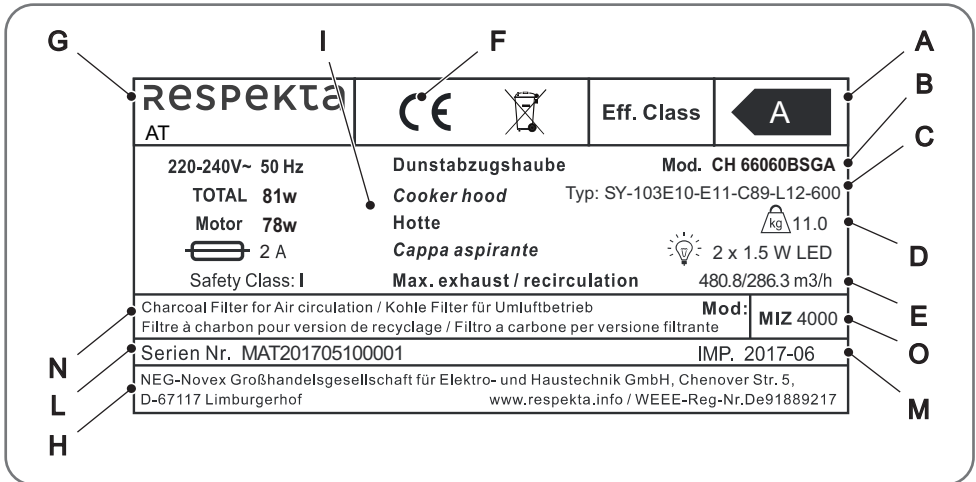 G I F A
Respekta CE Eff. Class A
AT
B
C
220-240V~ 50 Hz Dunstabzugshaube Mod. CH 66060BSGA
TOTAL 81w Cooker hood Typ: SY-103E10-E11-C89-L12-600
Motor 78w Hotte kg 11.0
2 A Cappa aspirante 2 x 1.5 W LED
D
Safety Class: I Max. exhaust / recirculation 480.8/286.3 m3/h
Charcoal Filter for Air circulation / Kohle Filter für Umluftbetrieb Mod: MIZ 4000
Filtre à charbon pour version de recyclage / Filtro a carbone per versione filtrante
E
N O
Serien Nr. MAT201705100001 IMP. 2017-06
L M
NEG-Novex Großhandelsgesellschaft für Elektro- und Haustechnik GmbH, Chenover Str. 5,
D-67117 Limburgerhof www.respekta.info / WEEE-Reg-Nr.De91889217
H